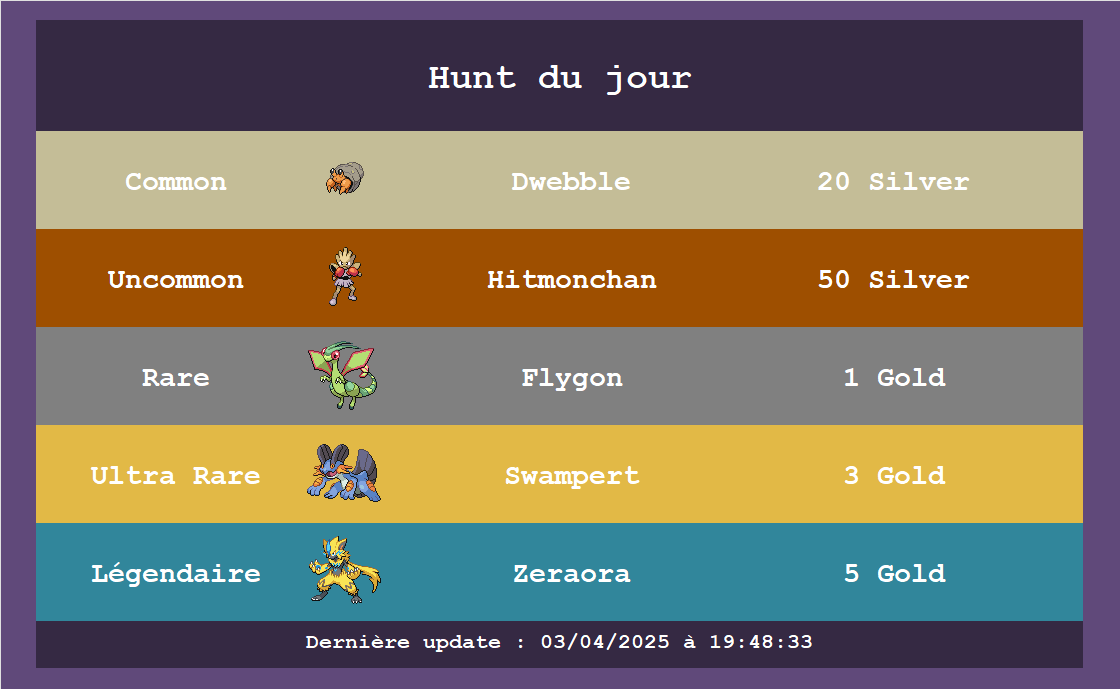 Hunt du jour
Common Dwebble 20 Silver
Uncommon Hitmonchan 50 Silver
Rare Flygon 1 Gold
Ultra Rare Swampert 3 Gold
Légendaire Zeraora 5 Gold
Dernière update : 03/04/2025 à 19:48:33